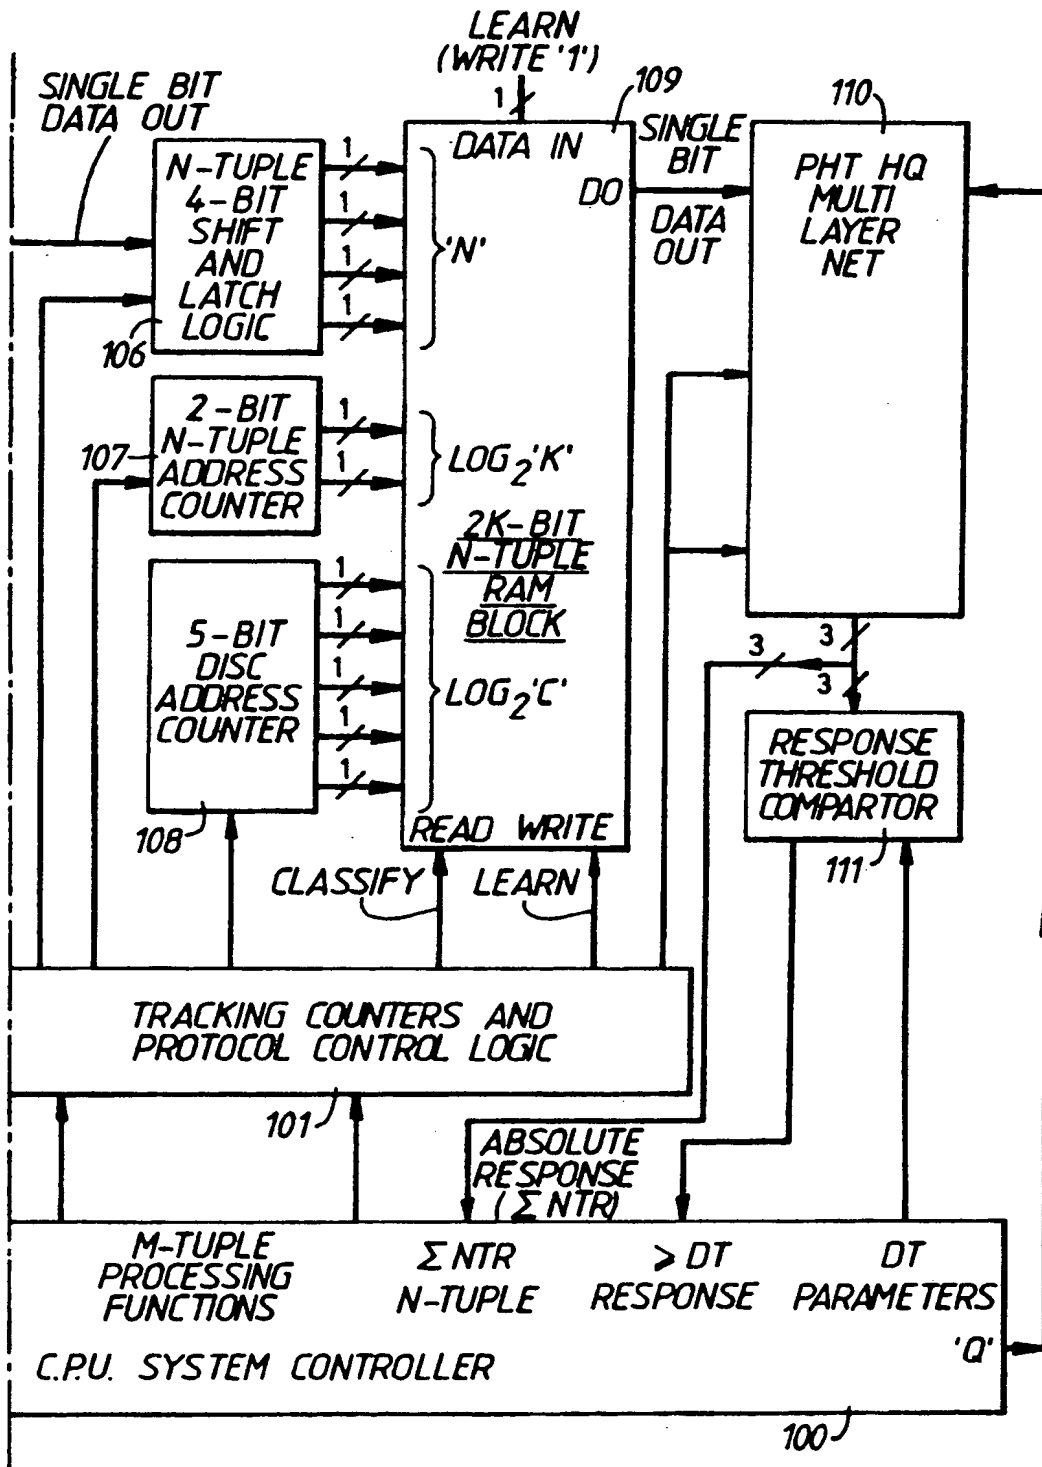 LEARN
(WRITE '1')
1
SINGLE BIT
DATA OUT
109
110
N-TUPLE
4-BIT
SHIFT
AND
LATCH
LOGIC
106
1
1
1
1
DATA IN
DO
'N'
SINGLE
BIT
DATA
OUT
PHT HQ
MULTI
LAYER
NET
2-BIT
N-TUPLE
ADDRESS
COUNTER
107
1
1
LOG2'K'
2K-BIT
N-TUPLE
RAM
BLOCK
5-BIT
DISC
ADDRESS
COUNTER
108
1
1
1
1
1
LOG2'C'
READ WRITE
3
3
3
RESPONSE
THRESHOLD
COMPARTOR
111
CLASSIFY
LEARN
TRACKING COUNTERS AND
PROTOCOL CONTROL LOGIC
101
ABSOLUTE
RESPONSE
(ΣNTR)
M-TUPLE
PROCESSING
FUNCTIONS
ΣNTR
N-TUPLE
⩾DT
RESPONSE
DT
PARAMETERS
'Q'
C.P.U. SYSTEM CONTROLLER
100